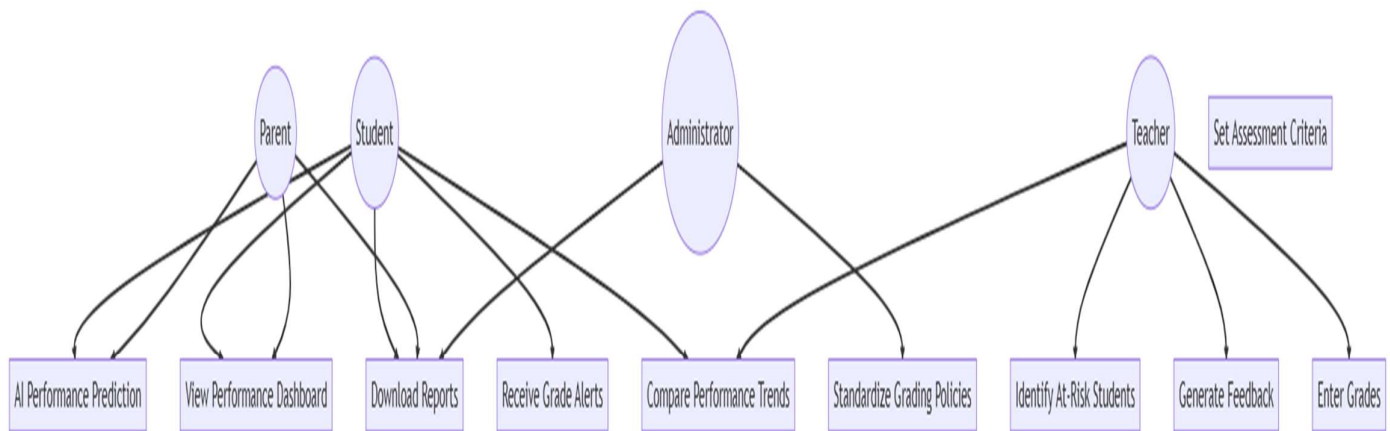 Parent
Student
Administrator
Teacher
Set Assessment Criteria
AI Performance Prediction
View Performance Dashboard
Download Reports
Receive Grade Alerts
Compare Performance Trends
Standardize Grading Policies
Identify At-Risk Students
Generate Feedback
Enter Grades